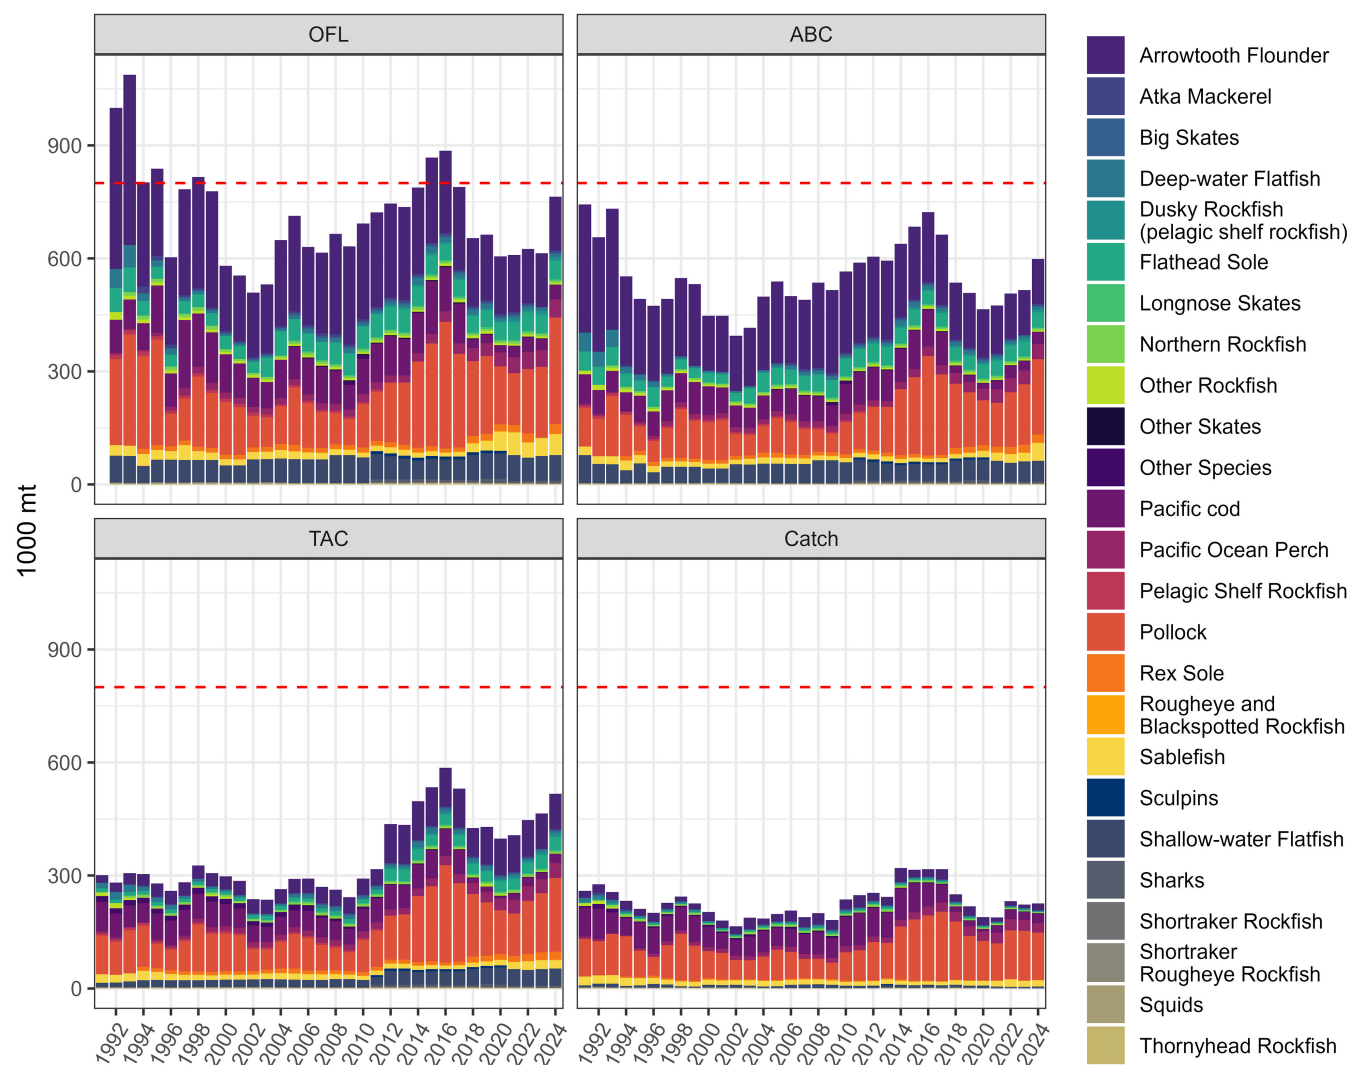 OFL
ABC
900
600
300
0
TAC
Catch
900
600
300
0
1000 mt
1992
1994
1996
1998
2000
2002
2004
2006
2008
2010
2012
2014
2016
2018
2020
2022
2024
1992
1994
1996
1998
2000
2002
2004
2006
2008
2010
2012
2014
2016
2018
2020
2022
2024
Arrowtooth Flounder
Atka Mackerel
Big Skates
Deep-water Flatfish
Dusky Rockfish
(pelagic shelf rockfish)
Flathead Sole
Longnose Skates
Northern Rockfish
Other Rockfish
Other Skates
Other Species
Pacific cod
Pacific Ocean Perch
Pelagic Shelf Rockfish
Pollock
Rex Sole
Rougheye and
Blackspotted Rockfish
Sablefish
Sculpins
Shallow-water Flatfish
Sharks
Shortraker Rockfish
Shortraker
Rougheye Rockfish
Squids
Thornyhead Rockfish